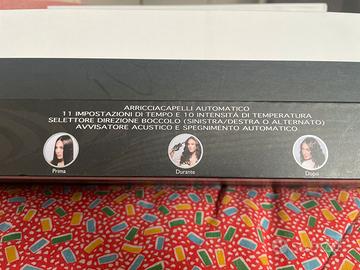 ARRICCIACAPELLI AUTOMATICO
11 IMPOSTAZIONI DI TEMPO E 10 INTENSITÀ DI TEMPERATURA
SELETTORE DIREZIONE BOCCOLO (SINISTRA/DESTRA O ALTERNATO)
AVVISATORE ACUSTICO E SPEGNIMENTO AUTOMATICO
Prima Durante Dopo